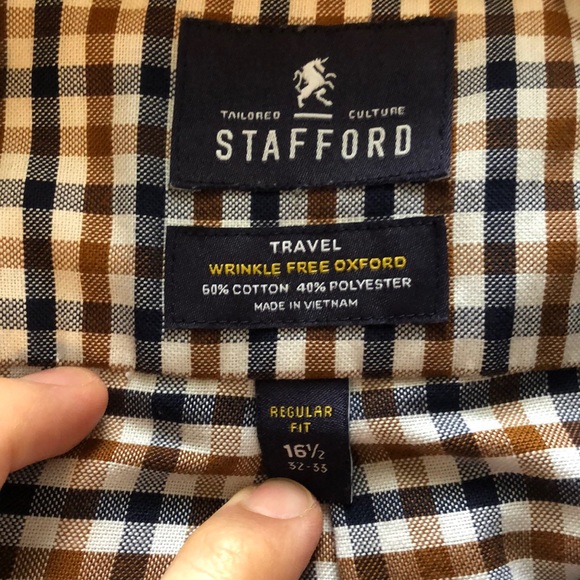 TAILORED CULTURE
STAFFORD
TRAVEL
WRINKLE FREE OXFORD
60% COTTON 40% POLYESTER
MADE IN VIETNAM
REGULAR
FIT
16½
32-33